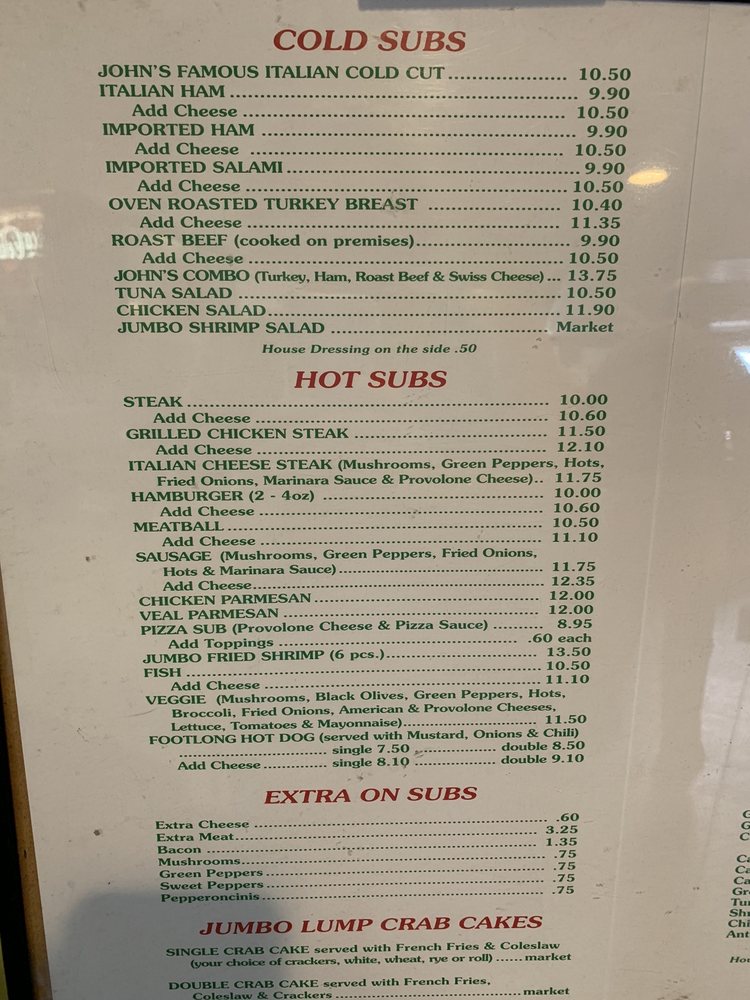 COLD SUBS
JOHN'S FAMOUS ITALIAN COLD CUT.................. 10.50
ITALIAN HAM ..................................................... 9.90
Add Cheese ................................................. 10.50
IMPORTED HAM ................................................ 9.90
Add Cheese ................................................ 10.50
IMPORTED SALAMI............................................. 9.90
Add Cheese ................................................ 10.50
OVEN ROASTED TURKEY BREAST .................... 10.40
Add Cheese ................................................ 11.35
ROAST BEEF (cooked on premises)....................... 9.90
Add Cheese ................................................ 10.50
JOHN'S COMBO (Turkey, Ham, Roast Beef & Swiss Cheese) ... 13.75
TUNA SALAD ................................................. 10.50
CHICKEN SALAD............................................. 11.90
JUMBO SHRIMP SALAD .................................. Market
House Dressing on the side .50
HOT SUBS
STEAK ......................................................... 10.00
Add Cheese .............................................. 10.60
GRILLED CHICKEN STEAK .............................. 11.50
Add Cheese .............................................. 12.10
ITALIAN CHEESE STEAK (Mushrooms, Green Peppers, Hots,
Fried Onions, Marinara Sauce & Provolone Cheese).. 11.75
HAMBURGER (2 - 4oz) .................................. 10.00
Add Cheese ............................................. 10.60
MEATBALL .................................................. 10.50
Add Cheese ............................................. 11.10
SAUSAGE (Mushrooms, Green Peppers, Fried Onions,
Hots & Marinara Sauce) ................................. 11.75
Add Cheese.............................................. 12.35
CHICKEN PARMESAN .................................... 12.00
VEAL PARMESAN ......................................... 12.00
PIZZA SUB (Provolone Cheese & Pizza Sauce) ......... 8.95
Add Toppings ........................................ .60 each
JUMBO FRIED SHRIMP (6 pcs.)......................... 13.50
FISH .......................................................... 10.50
Add Cheese ............................................ 11.10
VEGGIE (Mushrooms, Black Olives, Green Peppers, Hots,
Broccoli, Fried Onions, American & Provolone Cheeses,
Lettuce, Tomatoes & Mayonnaise)..................... 11.50
FOOTLONG HOT DOG (served with Mustard, Onions & Chili)
............................ single 7.50 ................ double 8.50
Add Cheese ............ single 8.10 ................ double 9.10
EXTRA ON SUBS
Extra Cheese ................................................ .60
Extra Meat................................................... 3.25
Bacon ........................................................ 1.35
Mushrooms................................................... .75
Green Peppers .............................................. .75
Sweet Peppers .............................................. .75
Pepperoncinis .............................................. .75
JUMBO LUMP CRAB CAKES
SINGLE CRAB CAKE served with French Fries & Coleslaw
(your choice of crackers, white, wheat, rye or roll) ...... market
DOUBLE CRAB CAKE served with French Fries,
Coleslaw & Crackers .................................. market